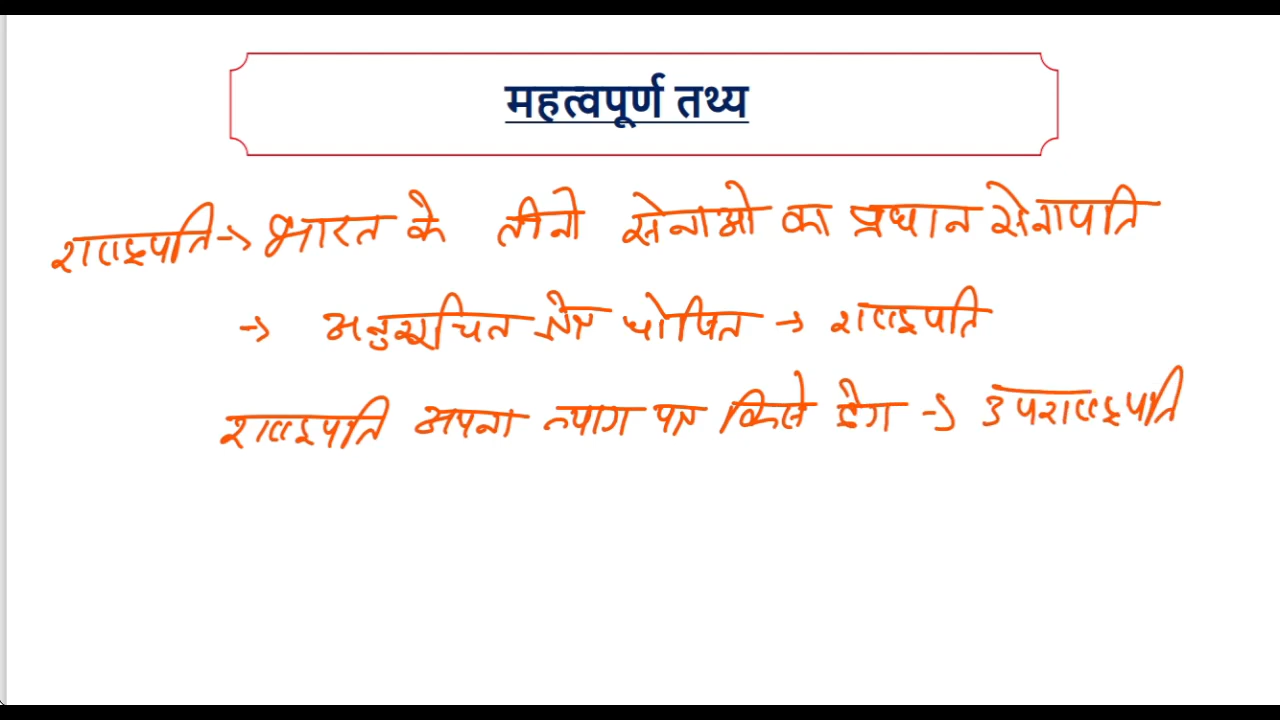 महत्वपूर्ण तथ्य
राष्ट्रपति → भारत के तीनो सेनाओ का प्रधान सेनापति
→ अनुसूचित क्षेत्र घोषित → राष्ट्रपति
राष्ट्रपति अपना त्याग पत्र किसे देगा → उपराष्ट्रपति